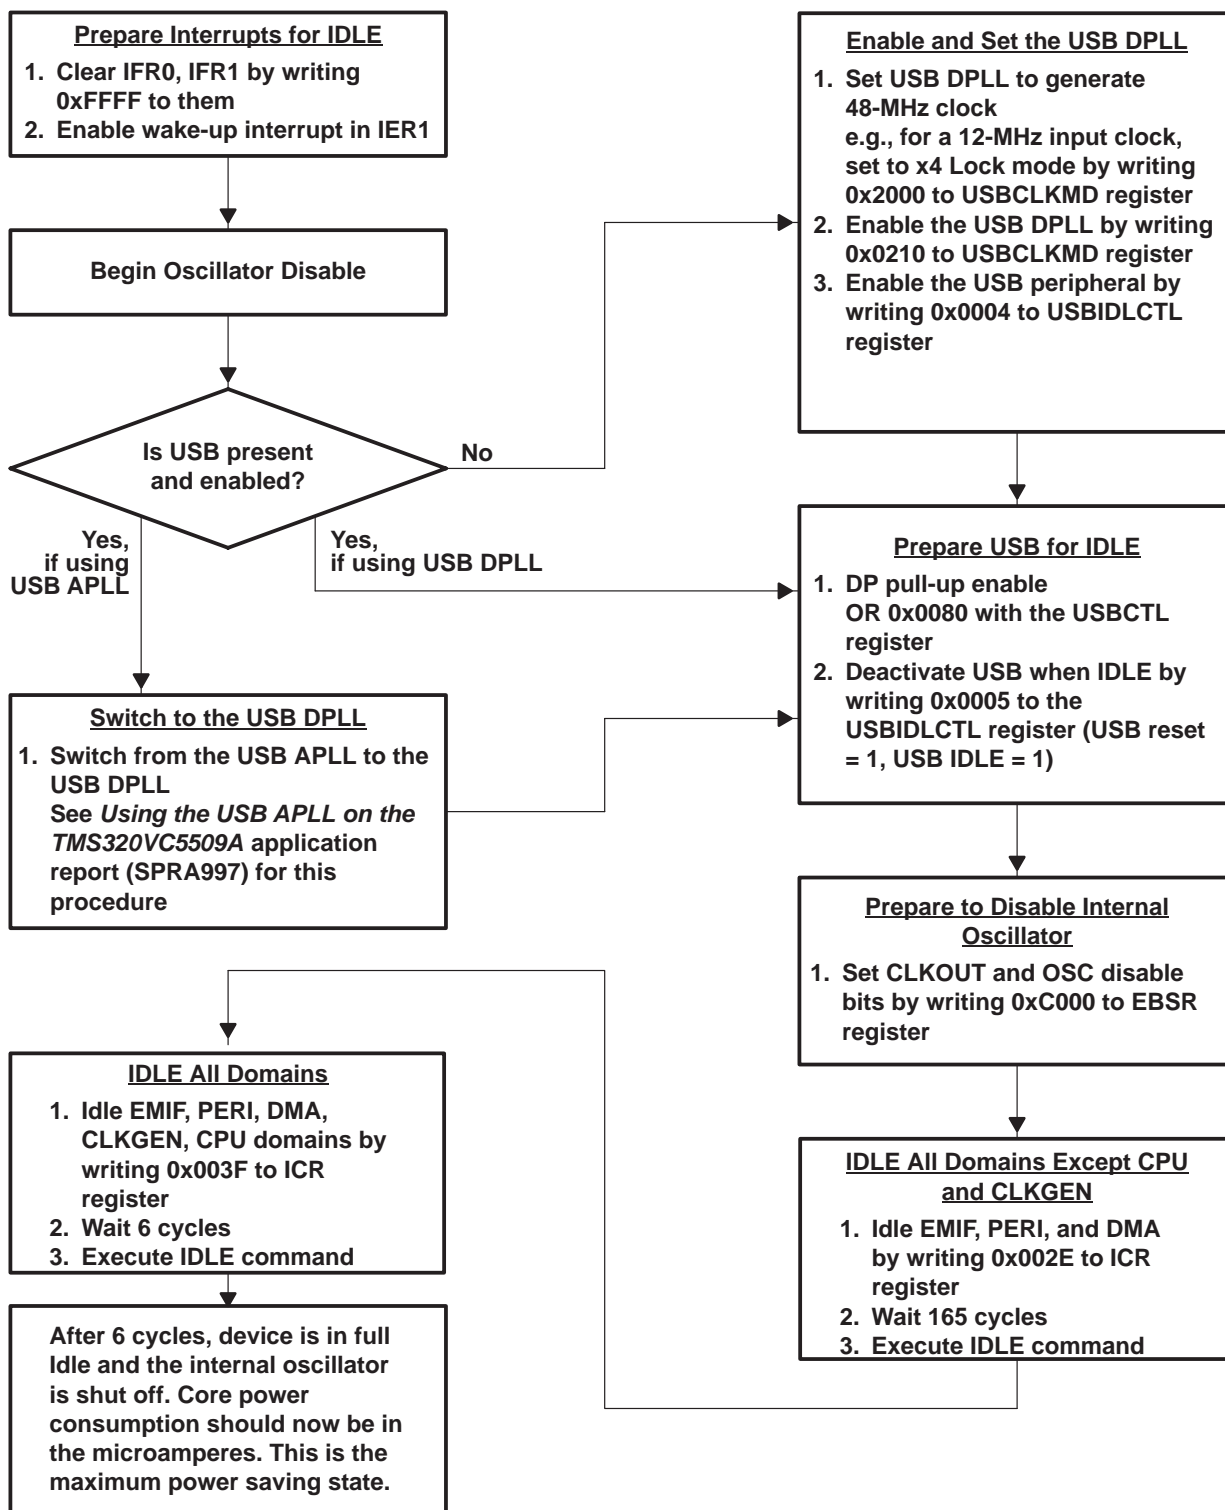 Prepare Interrupts for IDLE
1. Clear IFR0, IFR1 by writing
0xFFFF to them
2. Enable wake-up interrupt in IER1
Begin Oscillator Disable
Is USB present
and enabled?
No
Yes,
if using
USB APLL
Yes,
if using USB DPLL
Switch to the USB DPLL
1. Switch from the USB APLL to the
USB DPLL
See Using the USB APLL on the
TMS320VC5509A application
report (SPRA997) for this
procedure
Enable and Set the USB DPLL
1. Set USB DPLL to generate
48-MHz clock
e.g., for a 12-MHz input clock,
set to x4 Lock mode by writing
0x2000 to USBCLKMD register
2. Enable the USB DPLL by writing
0x0210 to USBCLKMD register
3. Enable the USB peripheral by
writing 0x0004 to USBIDLCTL
register
Prepare USB for IDLE
1. DP pull-up enable
OR 0x0080 with the USBCTL
register
2. Deactivate USB when IDLE by
writing 0x0005 to the
USBIDLCTL register (USB reset
= 1, USB IDLE = 1)
Prepare to Disable Internal
Oscillator
1. Set CLKOUT and OSC disable
bits by writing 0xC000 to EBSR
register
IDLE All Domains Except CPU
and CLKGEN
1. Idle EMIF, PERI, and DMA
by writing 0x002E to ICR
register
2. Wait 165 cycles
3. Execute IDLE command
IDLE All Domains
1. Idle EMIF, PERI, DMA,
CLKGEN, CPU domains by
writing 0x003F to ICR
register
2. Wait 6 cycles
3. Execute IDLE command
After 6 cycles, device is in full
Idle and the internal oscillator
is shut off. Core power
consumption should now be in
the microamperes. This is the
maximum power saving state.